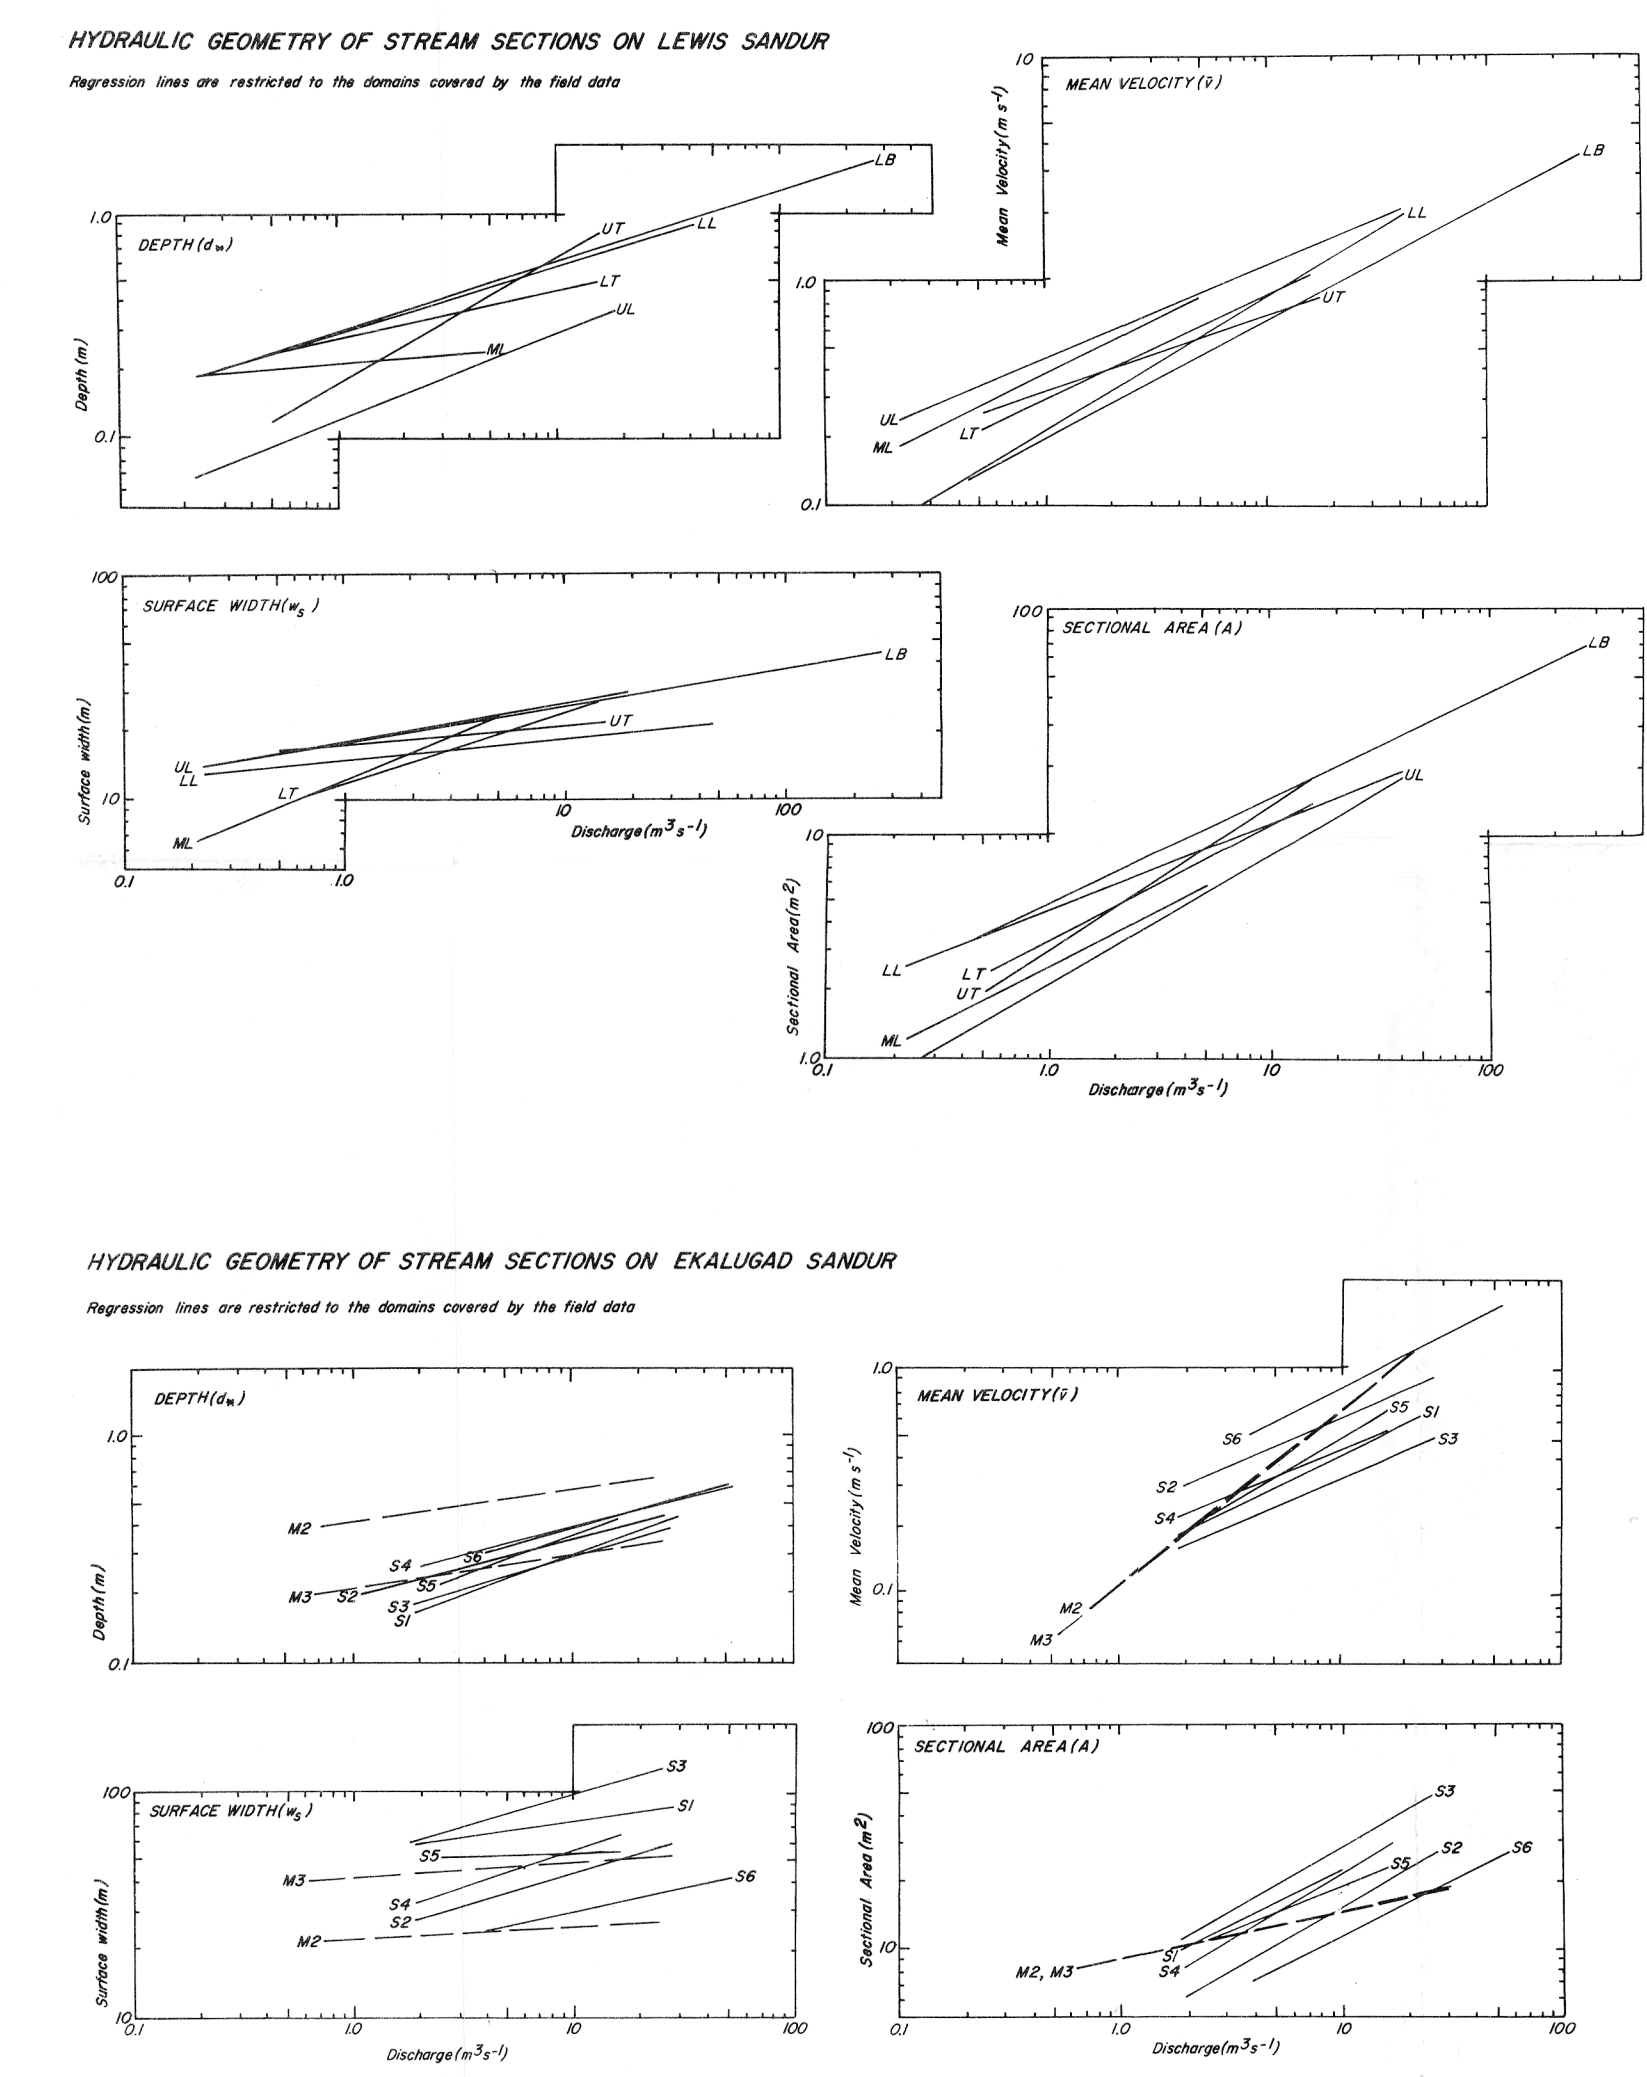 HYDRAULIC GEOMETRY OF STREAM SECTIONS ON LEWIS SANDUR
Regression lines are restricted to the domains covered by the field data
DEPTH (d*)
1.0
0.1
Depth (m)
LB
UT
LL
LT
UL
ML
MEAN VELOCITY (v̄)
10
1.0
0.1
Mean Velocity (m s⁻¹)
LB
LL
UT
UL
LT
ML
SURFACE WIDTH (ws)
100
10
Surface width (m)
LB
UT
UL
LL
LT
ML
0.1
1.0
10
100
Discharge (m³s⁻¹)
SECTIONAL AREA (A)
100
10
1.0
Sectional Area (m²)
LB
UL
LL
LT
UT
ML
0.1
1.0
10
100
Discharge (m³s⁻¹)
HYDRAULIC GEOMETRY OF STREAM SECTIONS ON EKALUGAD SANDUR
Regression lines are restricted to the domains covered by the field data
DEPTH (d*)
1.0
0.1
Depth (m)
M2
S4
S6
M3
S2
S5
S3
S1
MEAN VELOCITY (v̄)
1.0
0.1
Mean Velocity (m s⁻¹)
S5
S1
S6
S3
S2
S4
M2
M3
SURFACE WIDTH (ws)
100
10
Surface width (m)
S3
S1
S5
M3
S6
S4
S2
M2
0.1
1.0
10
100
Discharge (m³s⁻¹)
SECTIONAL AREA (A)
100
10
Sectional Area (m²)
S3
S2
S6
S5
S1
S4
M2, M3
0.1
1.0
10
100
Discharge (m³s⁻¹)